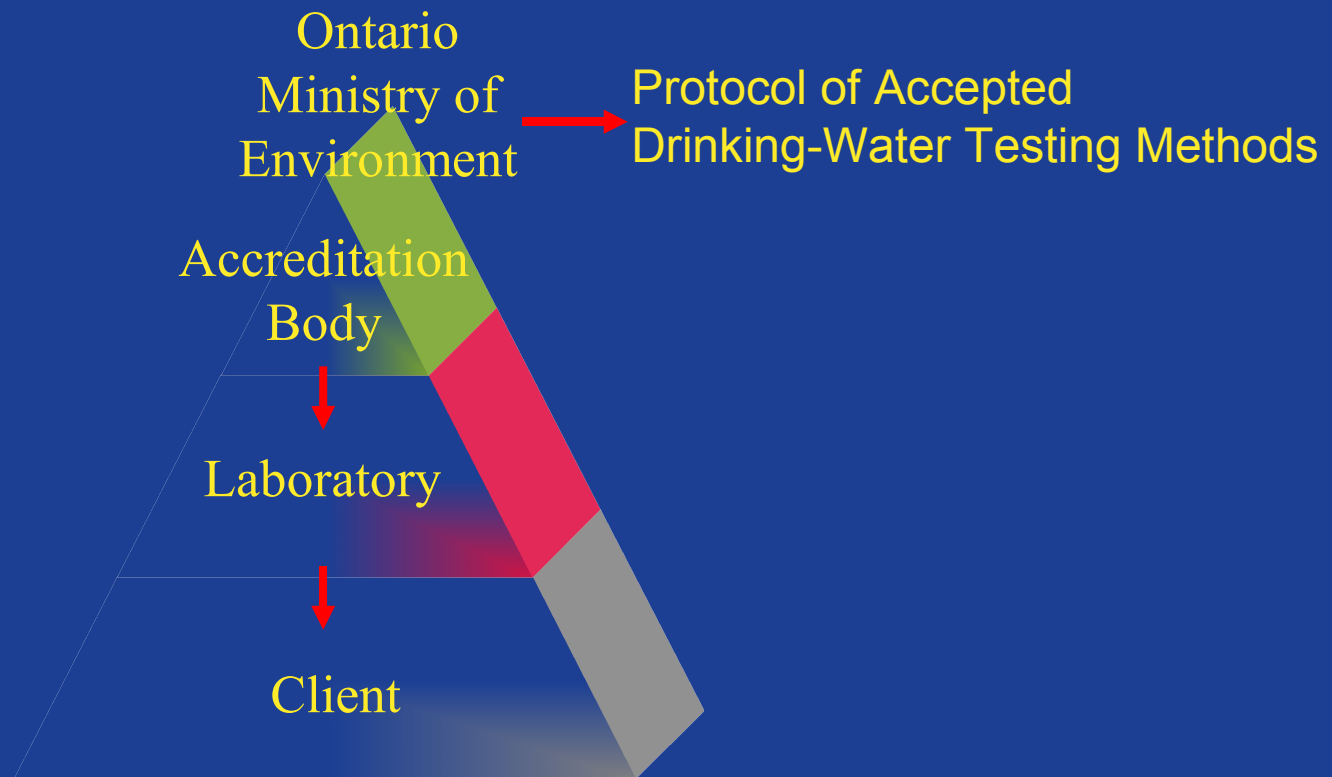 Ontario
Ministry of
Environment
Protocol of Accepted
Drinking-Water Testing Methods
Accreditation
Body
Laboratory
Client